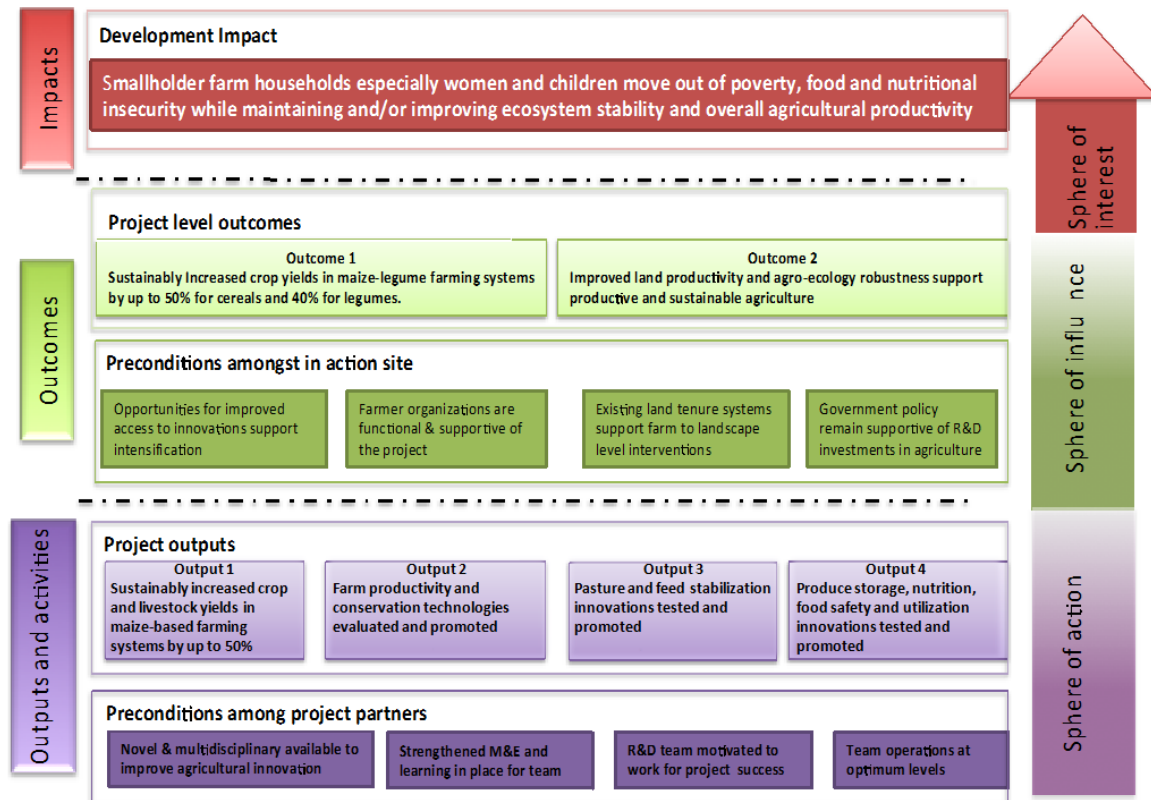 Impacts
Development Impact
Smallholder farm households especially women and children move out of poverty, food and nutritional
insecurity while maintaining and/or improving ecosystem stability and overall agricultural productivity
Sphere of
interest
Outcomes
Project level outcomes
Outcome 1
Sustainably Increased crop yields in maize-legume farming systems
by up to 50% for cereals and 40% for legumes.
Outcome 2
Improved land productivity and agro-ecology robustness support
productive and sustainable agriculture
Preconditions amongst in action site
Opportunities for improved
access to innovations support
intensification
Farmer organizations are
functional & supportive of
the project
Existing land tenure systems
support farm to landscape
level interventions
Government policy
remain supportive of R&D
investments in agriculture
Sphere of influ nce
Outputs and activities
Project outputs
Output 1
Sustainably increased crop
and livestock yields in
maize-based farming
systems by up to 50%
Output 2
Farm productivity and
conservation technologies
evaluated and promoted
Output 3
Pasture and feed stabilization
innovations tested and
promoted
Output 4
Produce storage, nutrition,
food safety and utilization
innovations tested and
promoted
Preconditions among project partners
Novel & multidisciplinary available to
improve agricultural innovation
Strengthened M&E and
learning in place for team
R&D team motivated to
work for project success
Team operations at
optimum levels
Sphere of action